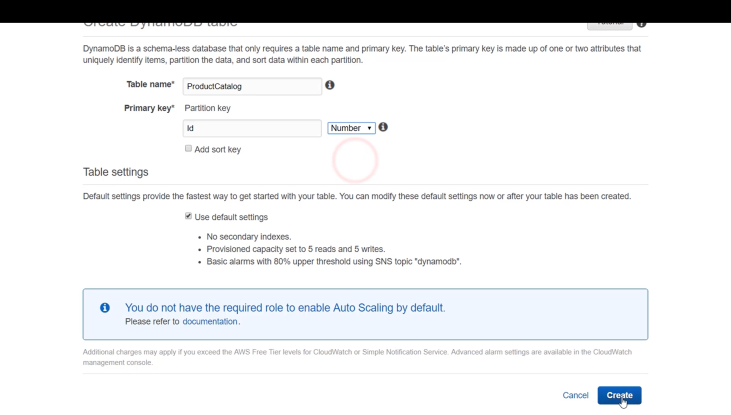 Create DynamoDB table
Tutorial
DynamoDB is a schema-less database that only requires a table name and primary key. The table's primary key is made up of one or two attributes that
uniquely identify items, partition the data, and sort data within each partition.
Table name* ProductCatalog
Primary key* Partition key
Id Number
Add sort key
Table settings
Default settings provide the fastest way to get started with your table. You can modify these default settings now or after your table has been created.
Use default settings
• No secondary indexes.
• Provisioned capacity set to 5 reads and 5 writes.
• Basic alarms with 80% upper threshold using SNS topic "dynamodb".
You do not have the required role to enable Auto Scaling by default.
Please refer to documentation.
Additional charges may apply if you exceed the AWS Free Tier levels for CloudWatch or Simple Notification Service. Advanced alarm settings are available in the CloudWatch
management console.
Cancel Create